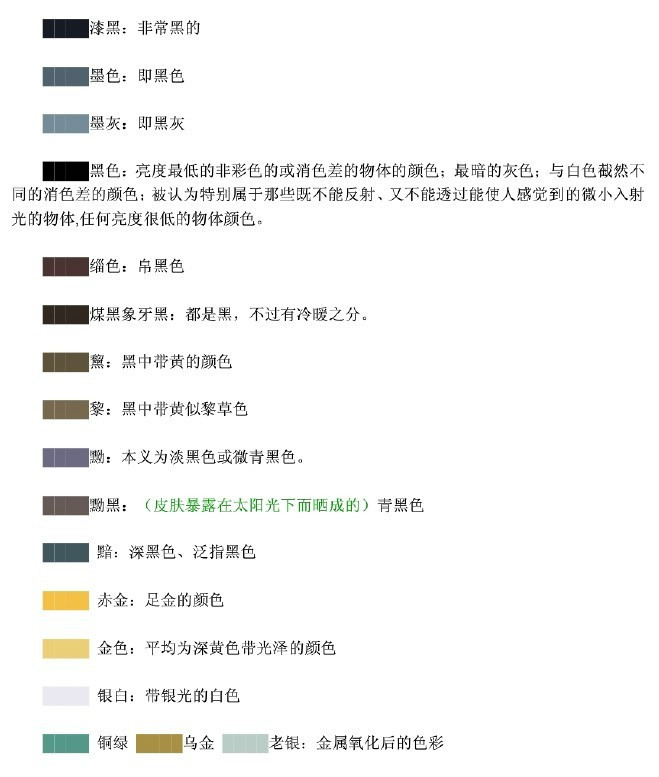 漆黑：非常黑的
墨色：即黑色
墨灰：即黑灰
黑色：亮度最低的非彩色的或消色差的物体的颜色；最暗的灰色；与白色截然不
同的消色差的颜色；被认为特别属于那些既不能反射、又不能透过能使人感觉到的微小入射
光的物体,任何亮度很低的物体颜色。
缁色：帛黑色
煤黑象牙黑：都是黑，不过有冷暖之分。
黧：黑中带黄的颜色
黎：黑中带黄似黎草色
黝：本义为淡黑色或微青黑色。
黝黑：（皮肤暴露在太阳光下而晒成的）青黑色
黯：深黑色、泛指黑色
赤金：足金的颜色
金色：平均为深黄色带光泽的颜色
银白：带银光的白色
铜绿 乌金 老银：金属氧化后的色彩